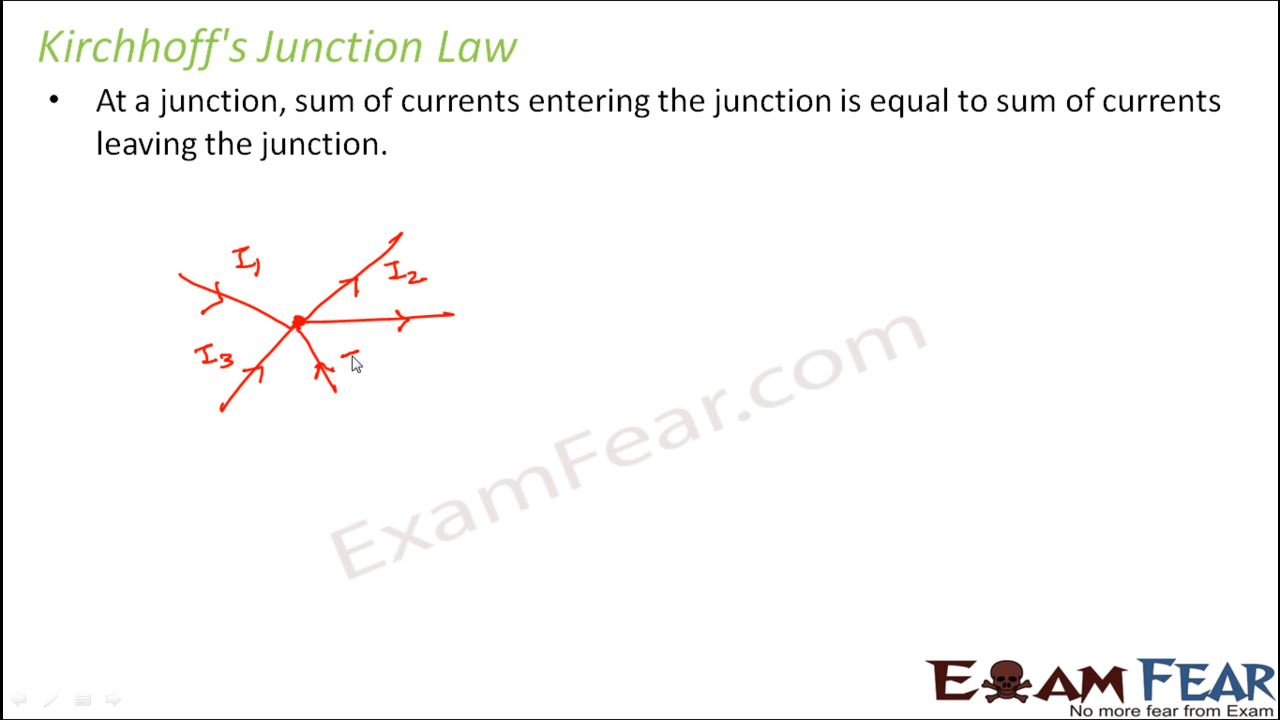 Kirchhoff's Junction Law
• At a junction, sum of currents entering the junction is equal to sum of currents
leaving the junction.
I1
I2
I3
I
ExamFear.com
EXAM FEAR
No more fear from Exam